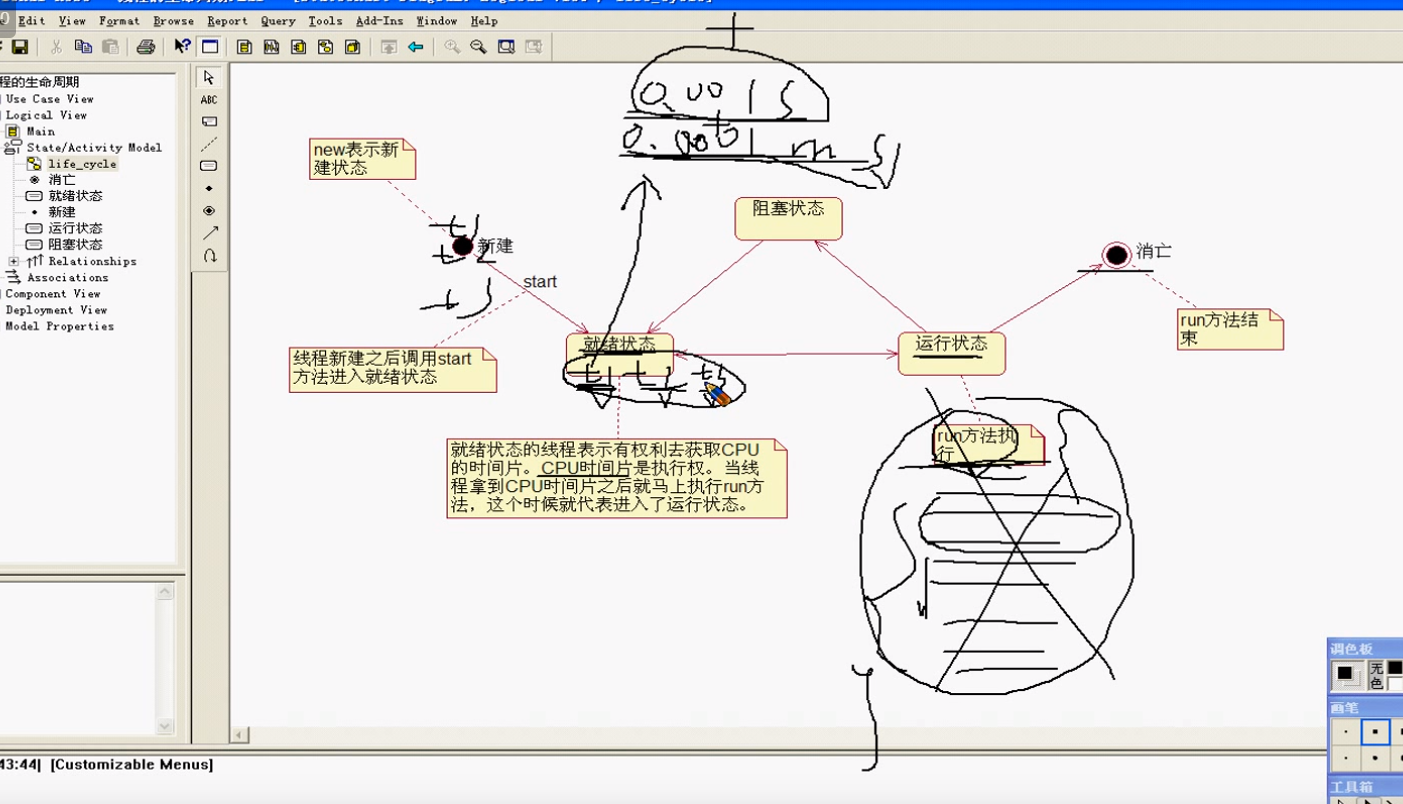 Edit View Format Browse Report Query Tools Add-Ins Window Help
程的生命周期
Use Case View
Logical View
Main
State/Activity Model
life_cycle
消亡
就绪状态
新建
运行状态
阻塞状态
Relationships
Associations
Component View
Deployment View
Model Properties
ABC
0.001 s
0.0001 ms
new表示新
建状态
t1
t2
t3
新建
start
线程新建之后调用start
方法进入就绪状态
阻塞状态
消亡
run方法结
束
就绪状态
t1 t2 t3
运行状态
run方法执
行
就绪状态的线程表示有权利去获取CPU
的时间片。CPU时间片是执行权。当线
程拿到CPU时间片之后就马上执行run方
法，这个时候就代表进入了运行状态。
调色板
无
色
画笔
工具箱
43:44| [Customizable Menus]